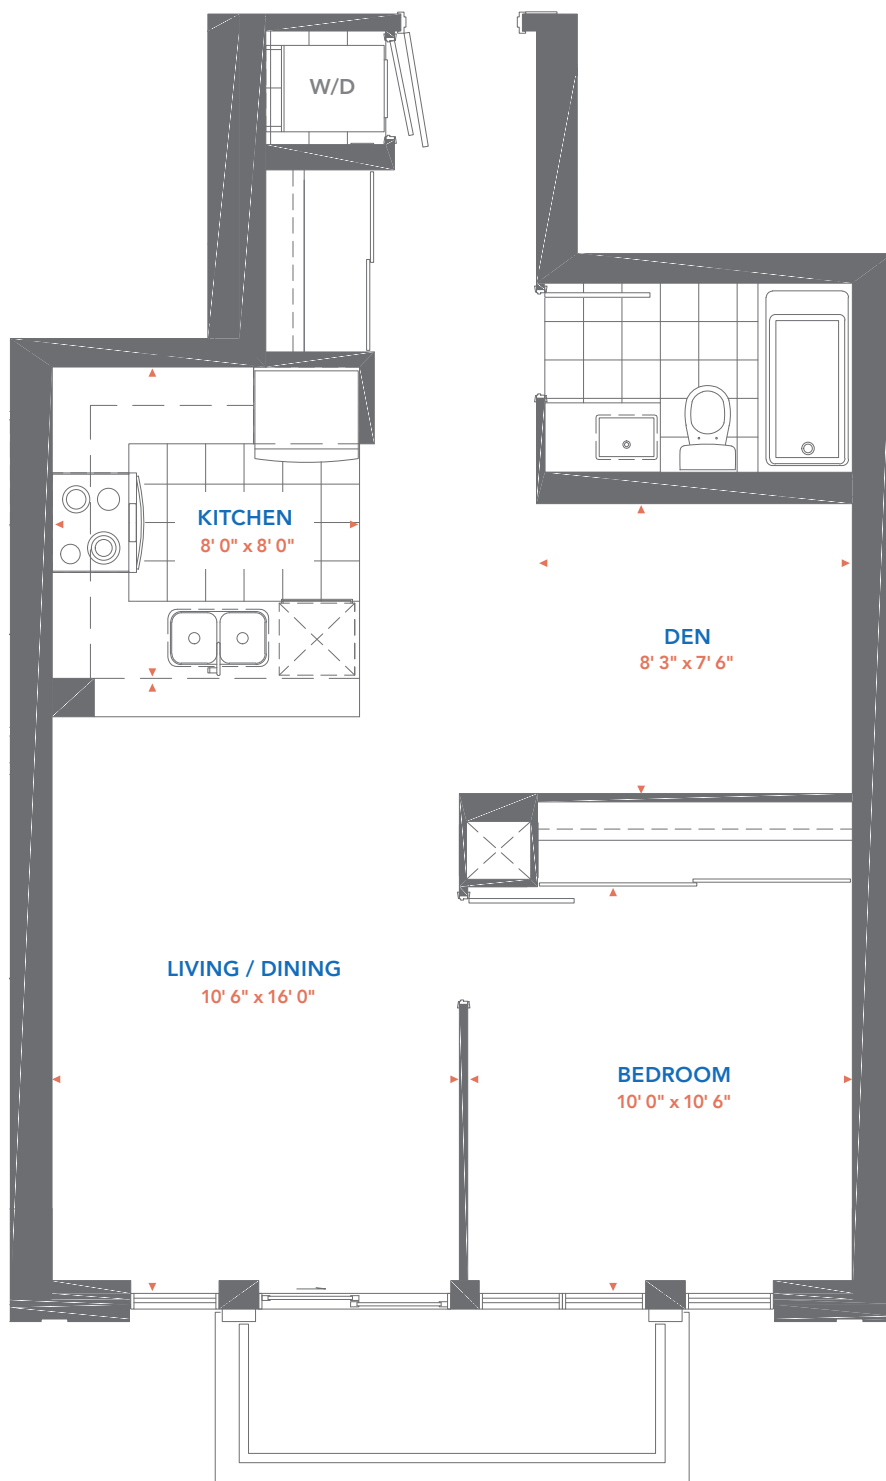 W/D
KITCHEN
8' 0" x 8' 0"
DEN
8' 3" x 7' 6"
LIVING / DINING
10' 6" x 16' 0"
BEDROOM
10' 0" x 10' 6"